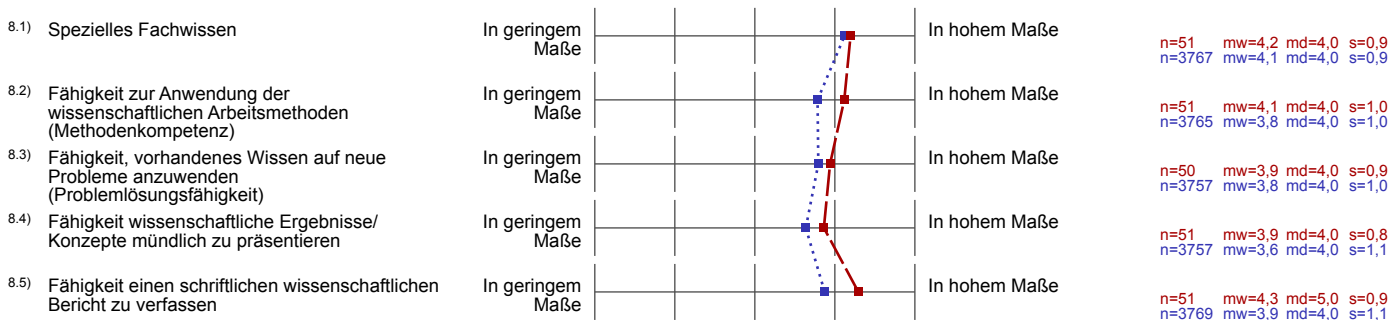 8.1) Spezielles Fachwissen
In geringem
Maße
In hohem Maße
n=51 mw=4,2 md=4,0 s=0,9
n=3767 mw=4,1 md=4,0 s=0,9
8.2) Fähigkeit zur Anwendung der
wissenschaftlichen Arbeitsmethoden
(Methodenkompetenz)
In geringem
Maße
In hohem Maße
n=51 mw=4,1 md=4,0 s=1,0
n=3765 mw=3,8 md=4,0 s=1,0
8.3) Fähigkeit, vorhandenes Wissen auf neue
Probleme anzuwenden
(Problemlösungsfähigkeit)
In geringem
Maße
In hohem Maße
n=50 mw=3,9 md=4,0 s=0,9
n=3757 mw=3,8 md=4,0 s=1,0
8.4) Fähigkeit wissenschaftliche Ergebnisse/
Konzepte mündlich zu präsentieren
In geringem
Maße
In hohem Maße
n=51 mw=3,9 md=4,0 s=0,8
n=3757 mw=3,6 md=4,0 s=1,1
8.5) Fähigkeit einen schriftlichen wissenschaftlichen
Bericht zu verfassen
In geringem
Maße
In hohem Maße
n=51 mw=4,3 md=5,0 s=0,9
n=3769 mw=3,9 md=4,0 s=1,1